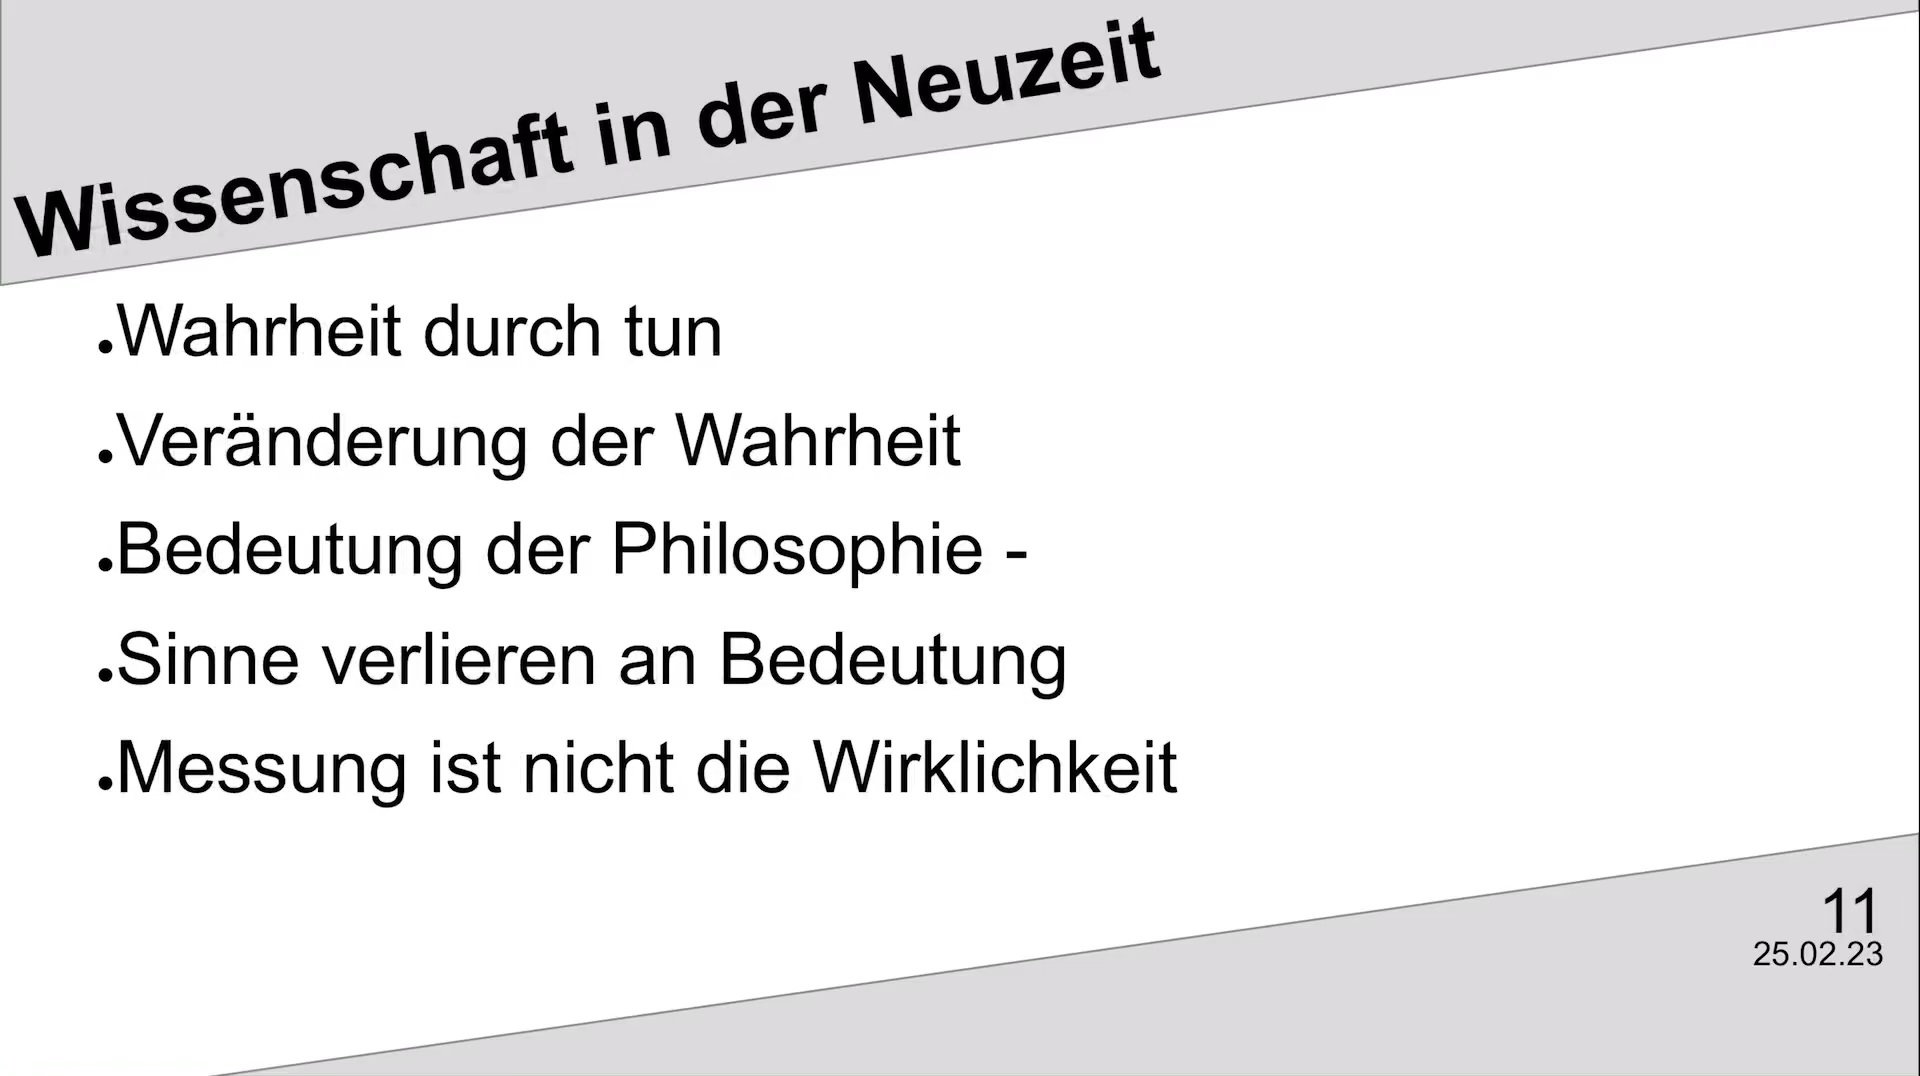 Wissenschaft in der Neuzeit
●Wahrheit durch tun
●Veränderung der Wahrheit
●Bedeutung der Philosophie -
●Sinne verlieren an Bedeutung
●Messung ist nicht die Wirklichkeit
11
25.02.23